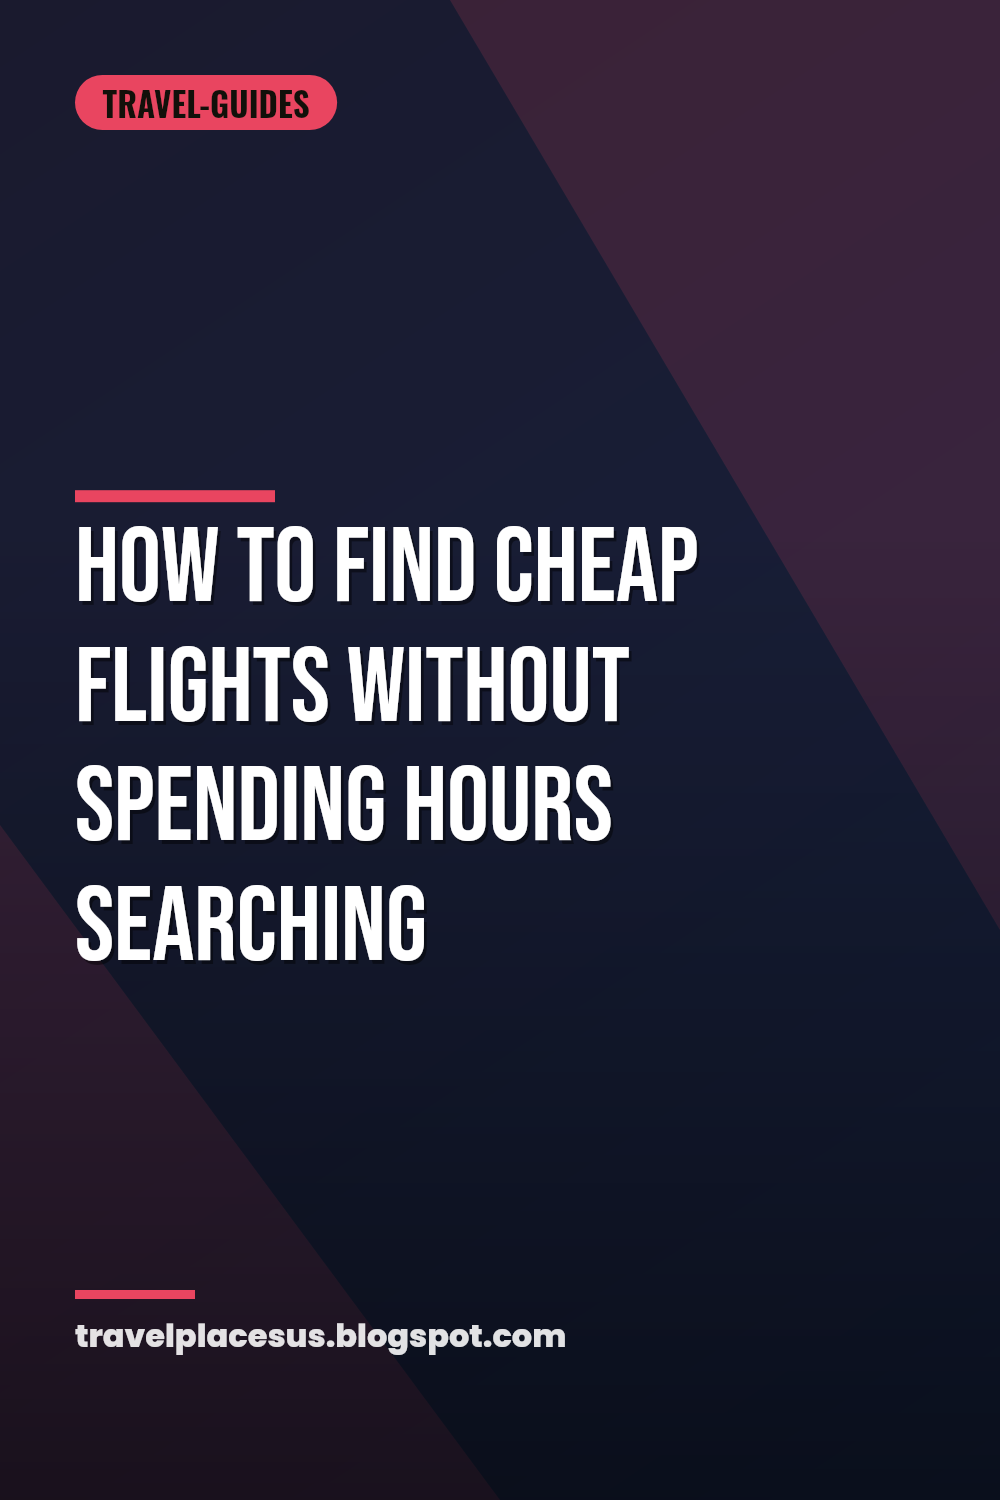 TRAVEL-GUIDES
HOW TO FIND CHEAP
FLIGHTS WITHOUT
SPENDING HOURS
SEARCHING
travelplacesus.blogspot.com